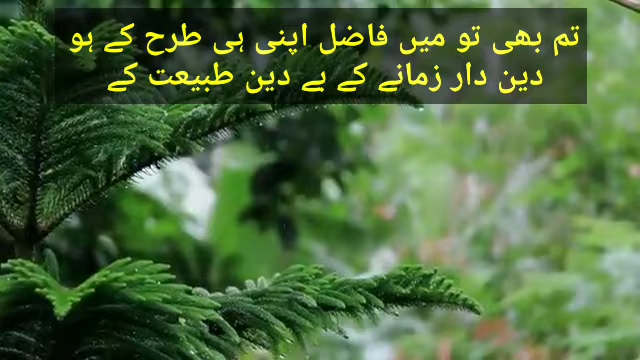 تم بھی تو میں فاضل اپنی ہی طرح کے ہو
دین دار زمانے کے بے دین طبیعت کے